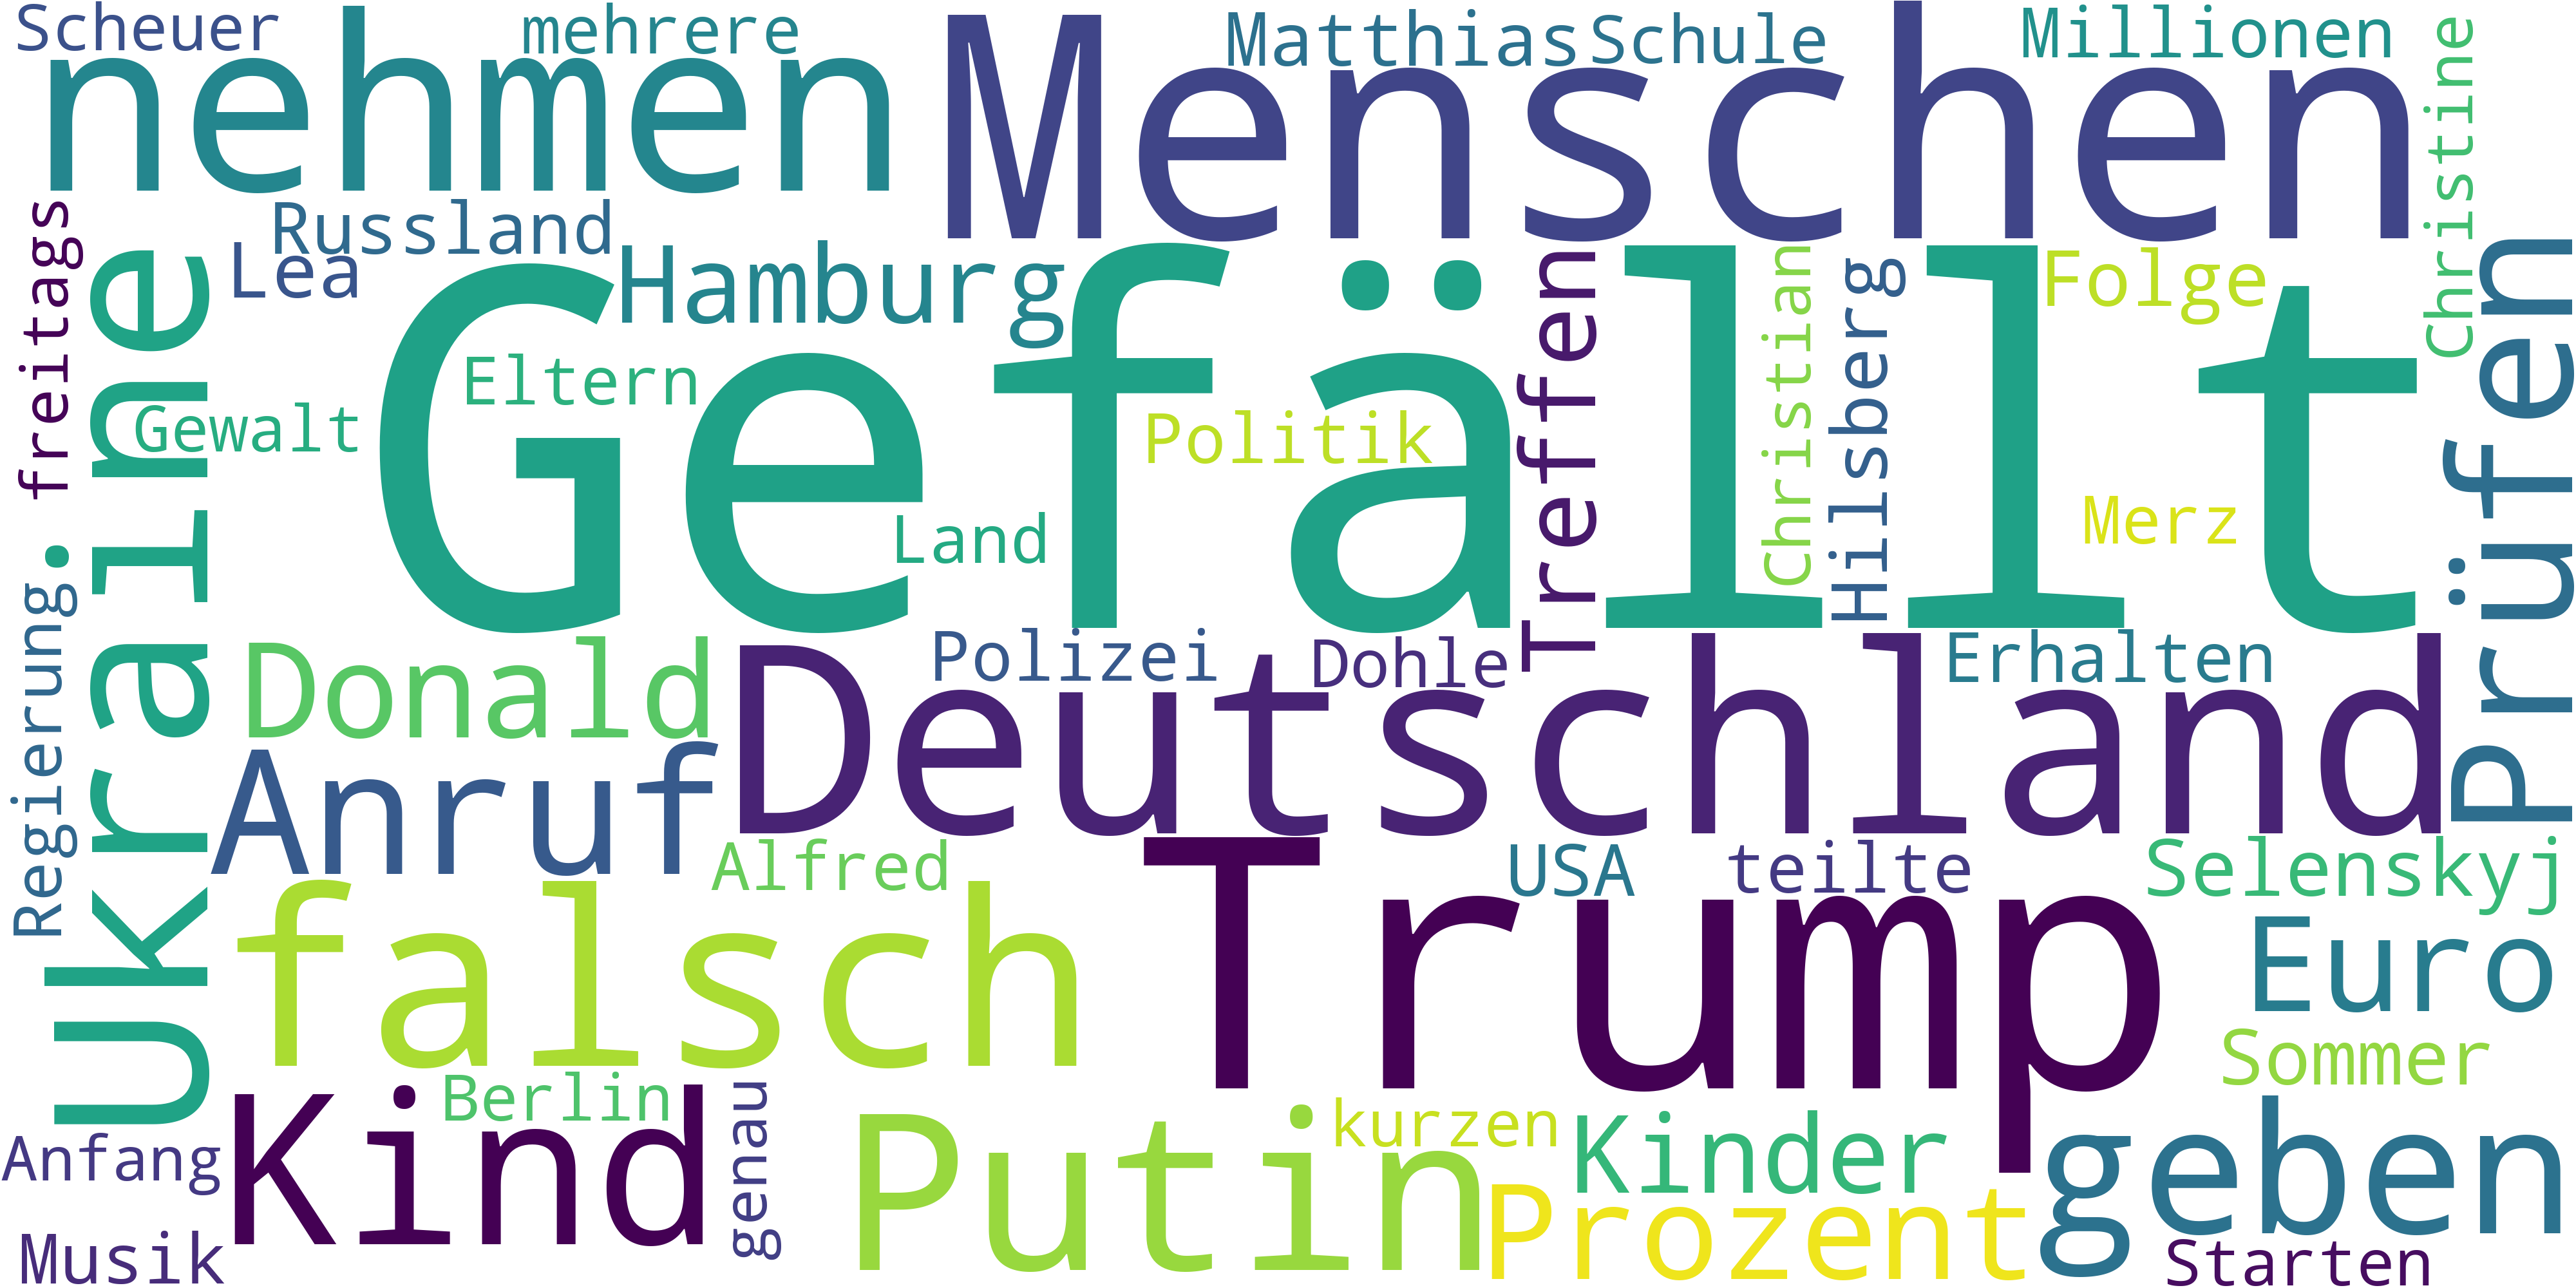 Scheuer
mehrere
Matthias
Schule
Millionen
nehmen
Menschen
Christine
freitags
Russland
Lea
Hamburg
Gefällt
Treffen
Christian
Hilsberg
Folge
Prüfen
Ukraine
Eltern
Gewalt
Politik
Land
Merz
Regierung
Donald
Polizei
Dohle
Erhalten
Deutschland
Anruf
Alfred
USA
teilte
Selenskyj
falsch
Trump
Euro
Sommer
Berlin
Kind
genau
Putin
kurzen
Kinder
geben
Anfang
Prozent
Musik
Starten